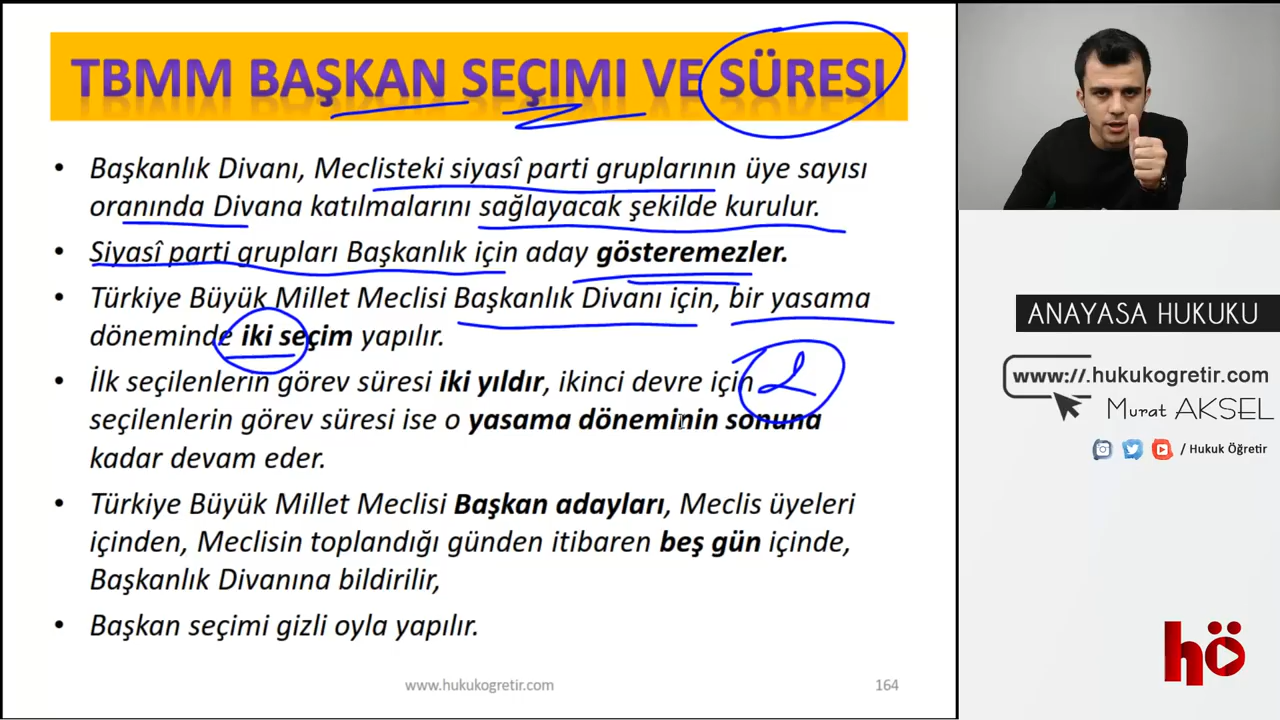 TBMM BAŞKAN SEÇIMI VE SÜRESI
• Başkanlık Divanı, Meclisteki siyasî parti gruplarının üye sayısı
oranında Divana katılmalarını sağlayacak şekilde kurulur.
• Siyasî parti grupları Başkanlık için aday gösteremezler.
• Türkiye Büyük Millet Meclisi Başkanlık Divanı için, bir yasama
döneminde iki seçim yapılır.
• İlk seçilenlerin görev süresi iki yıldır, ikinci devre için
2
seçilenlerin görev süresi ise o yasama döneminin sonuna
kadar devam eder.
• Türkiye Büyük Millet Meclisi Başkan adayları, Meclis üyeleri
içinden, Meclisin toplandığı günden itibaren beş gün içinde,
Başkanlık Divanına bildirilir,
• Başkan seçimi gizli oyla yapılır.
www.hukukogretir.com
164
ANAYASA HUKUKU
www://.hukukogretir.com
Murat AKSEL
/ Hukuk Öğretir
hö